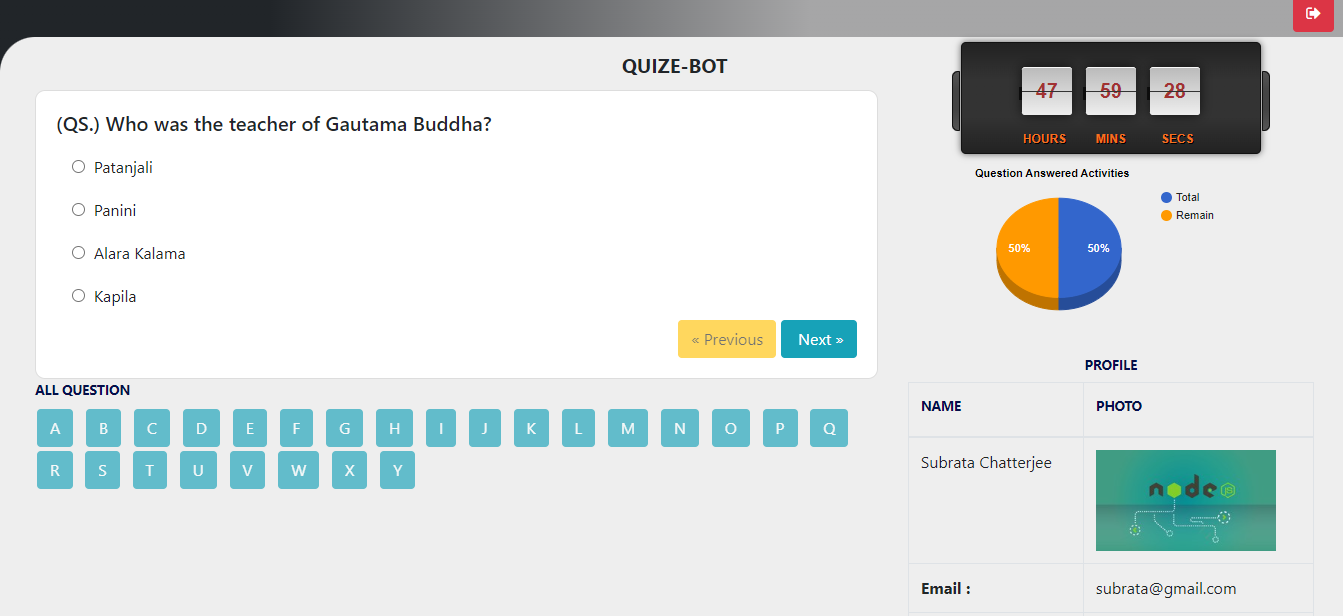 QUIZE-BOT
(QS.) Who was the teacher of Gautama Buddha?
Patanjali
Panini
Alara Kalama
Kapila
« Previous
Next »
ALL QUESTION
A B C D E F G H I J K L M N O P Q
R S T U V W X Y
47 59 28
HOURS MINS SECS
Question Answered Activities
Total
Remain
50% 50%
PROFILE
NAME PHOTO
Subrata Chatterjee
node JS
Email : subrata@gmail.com